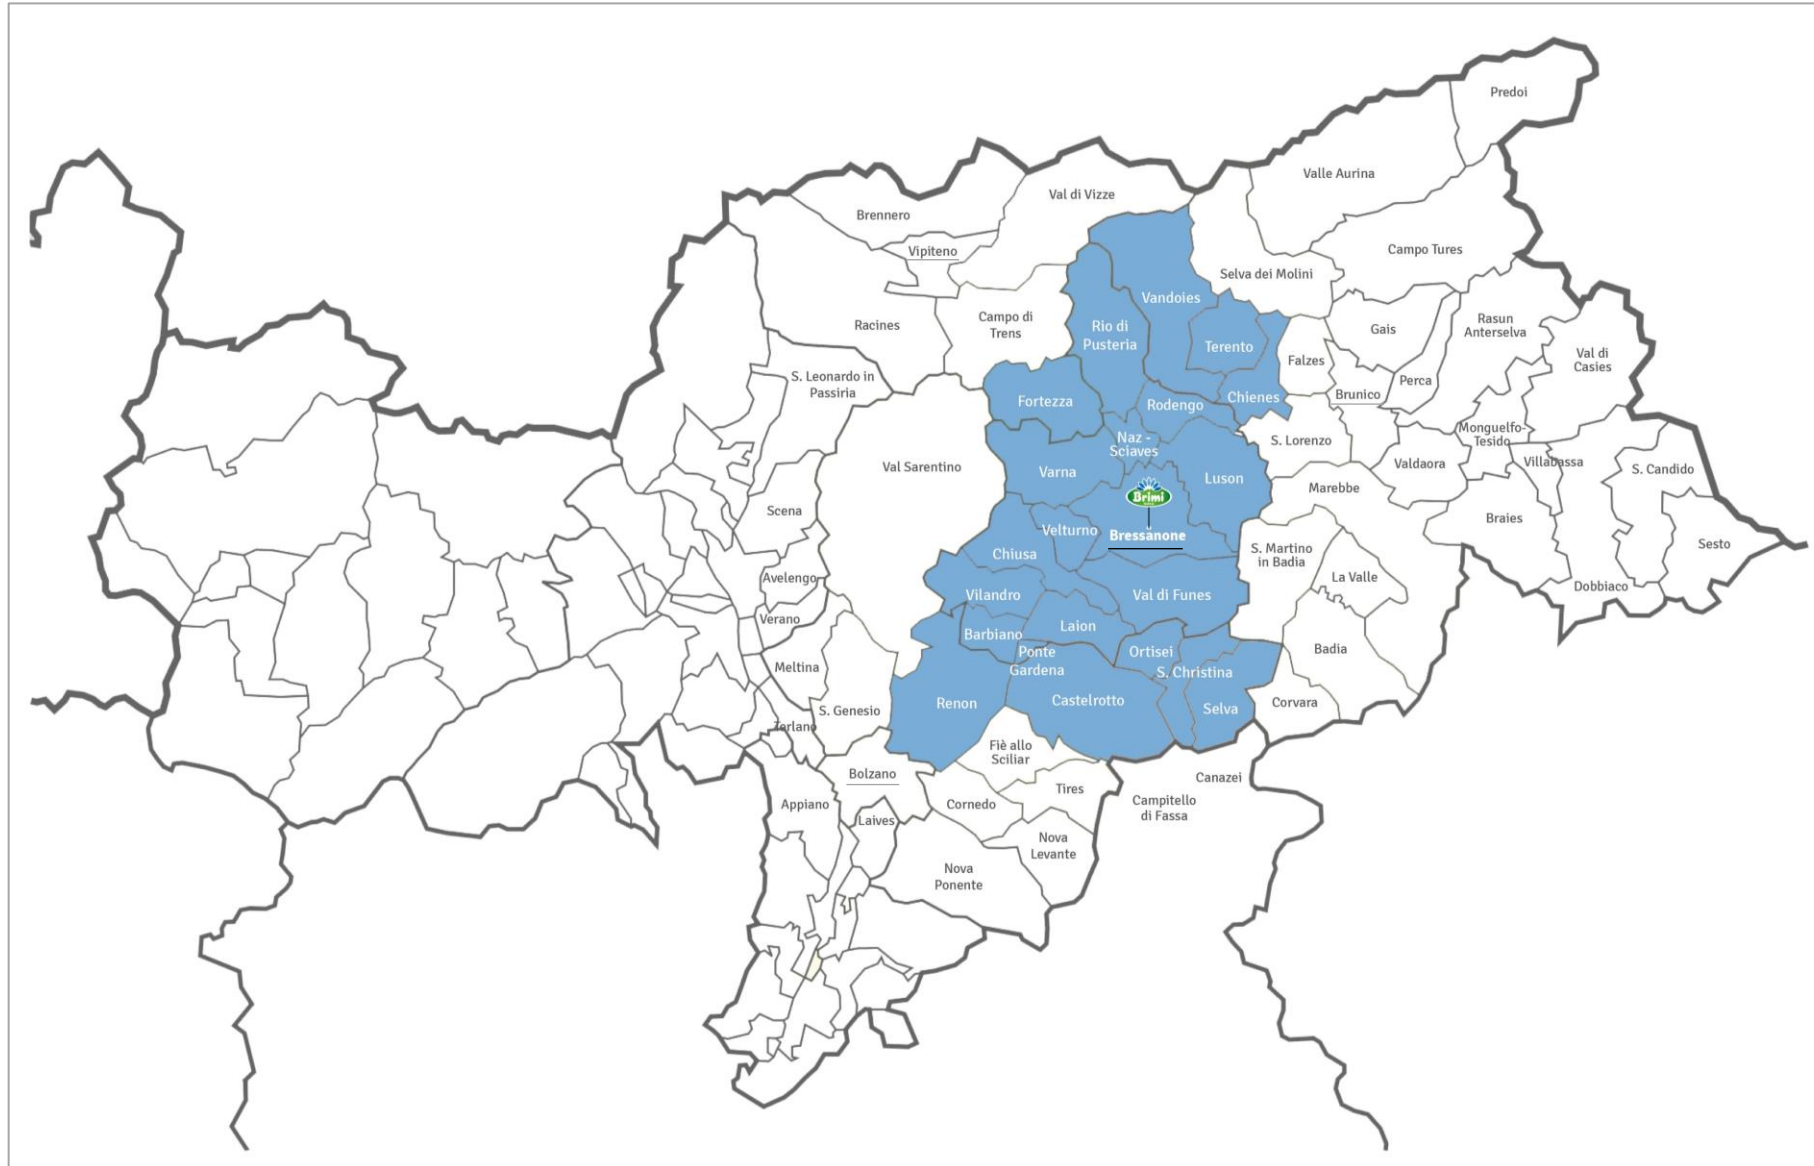 Predoi
Valle Aurina
Val di Vizze
Brennero
Vipiteno
Campo Tures
Selva dei Molini
Vandoies
Campo di
Trens
Racines
Rio di
Pusteria
Terento
Gais
Rasun
Anterselva
Val di
Casies
Falzes
Perca
Brunico
S. Leonardo in
Passiria
Fortezza
Rodengo
Chienes
Naz -
Sciaves
S. Lorenzo
Monguelfo-
Tesido
Valdaora
Villabassa
S. Candido
Val Sarentino
Varna
Luson
Marebbe
Brimi
Scena
Velturno
Bressanone
Braies
Sesto
Chiusa
S. Martino
in Badia
La Valle
Avelengo
Vilandro
Val di Funes
Dobbiaco
Verano
Barbiano
Laion
Ponte
Gardena
Ortisei
Badia
Meltina
S. Christina
Renon
Castelrotto
Selva
Corvara
S. Genesio
Terlano
Fiè allo
Sciliar
Bolzano
Canazei
Tires
Campitello
di Fassa
Appiano
Cornedo
Laives
Nova
Levante
Nova
Ponente